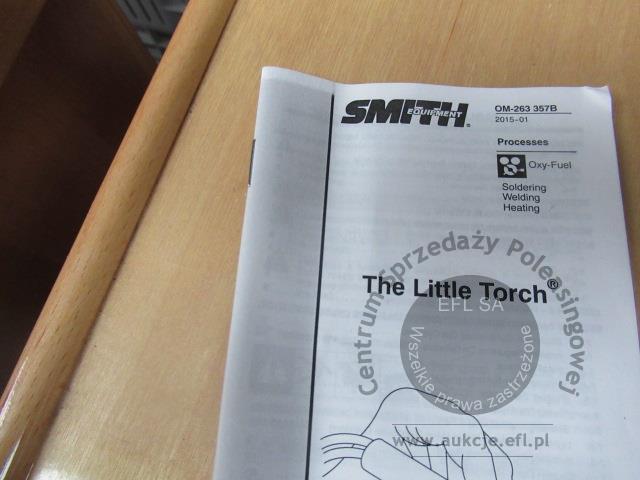 SMITH EQUIPMENT®
OM-263 357B
2015-01
Processes
Oxy-Fuel
Soldering
Welding
Heating
The Little Torch®
Centrum Sprzedaży Poleasingowej
EFL SA
Wszelkie prawa zastrzeżone
www.aukcje.efl.pl